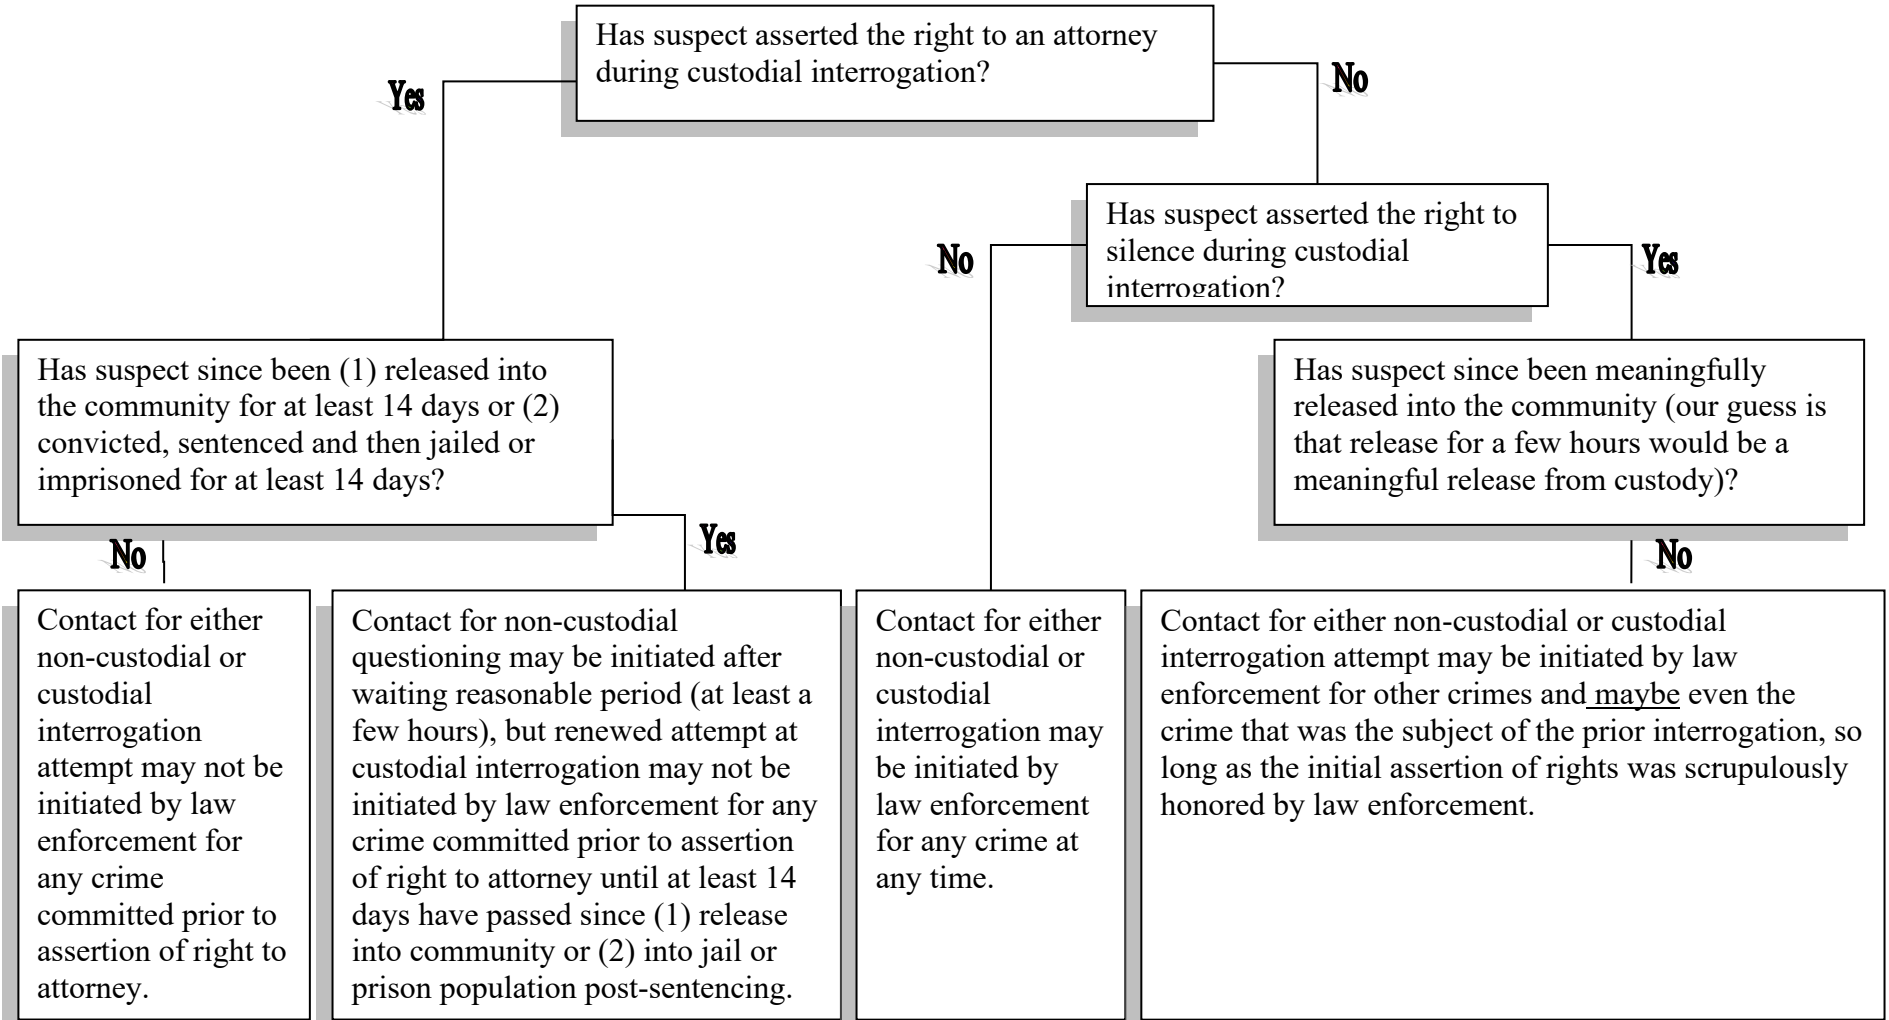 Has suspect asserted the right to an attorney
during custodial interrogation?
Yes
No
Has suspect asserted the right to
silence during custodial
interrogation?
No
Yes
Has suspect since been (1) released into
the community for at least 14 days or (2)
convicted, sentenced and then jailed or
imprisoned for at least 14 days?
Has suspect since been meaningfully
released into the community (our guess is
that release for a few hours would be a
meaningful release from custody)?
No
Yes
No
Contact for either
non-custodial or
custodial
interrogation
attempt may not be
initiated by law
enforcement for
any crime
committed prior to
assertion of right to
attorney.
Contact for non-custodial
questioning may be initiated after
waiting reasonable period (at least a
few hours), but renewed attempt at
custodial interrogation may not be
initiated by law enforcement for any
crime committed prior to assertion
of right to attorney until at least 14
days have passed since (1) release
into community or (2) into jail or
prison population post-sentencing.
Contact for either
non-custodial or
custodial
interrogation may
be initiated by
law enforcement
for any crime at
any time.
Contact for either non-custodial or custodial
interrogation attempt may be initiated by law
enforcement for other crimes and maybe even the
crime that was the subject of the prior interrogation, so
long as the initial assertion of rights was scrupulously
honored by law enforcement.